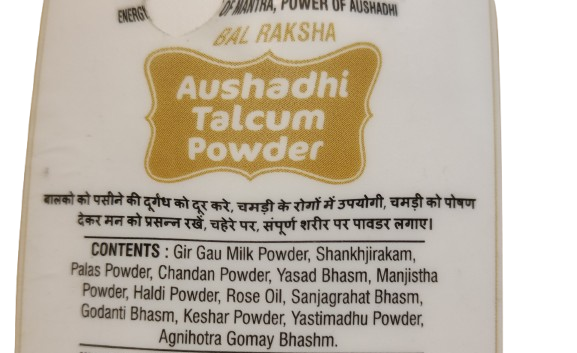 ENERGY OF MANTRA, POWER OF AUSHADHI
BAL RAKSHA
Aushadhi
Talcum
Powder
बालकों को पसीने की दूर्गंध को दूर करे, चमड़ी के रोगों में उपयोगी, चमड़ी को पोषण
देकर मन को प्रसन्न रखें, चहेरे पर, संपूर्ण शरीर पर पावडर लगाए।
CONTENTS : Gir Gau Milk Powder, Shankhjirakam,
Palas Powder, Chandan Powder, Yasad Bhasm, Manjistha
Powder, Haldi Powder, Rose Oil, Sanjagrahat Bhasm,
Godanti Bhasm, Keshar Powder, Yastimadhu Powder,
Agnihotra Gomay Bhashm.